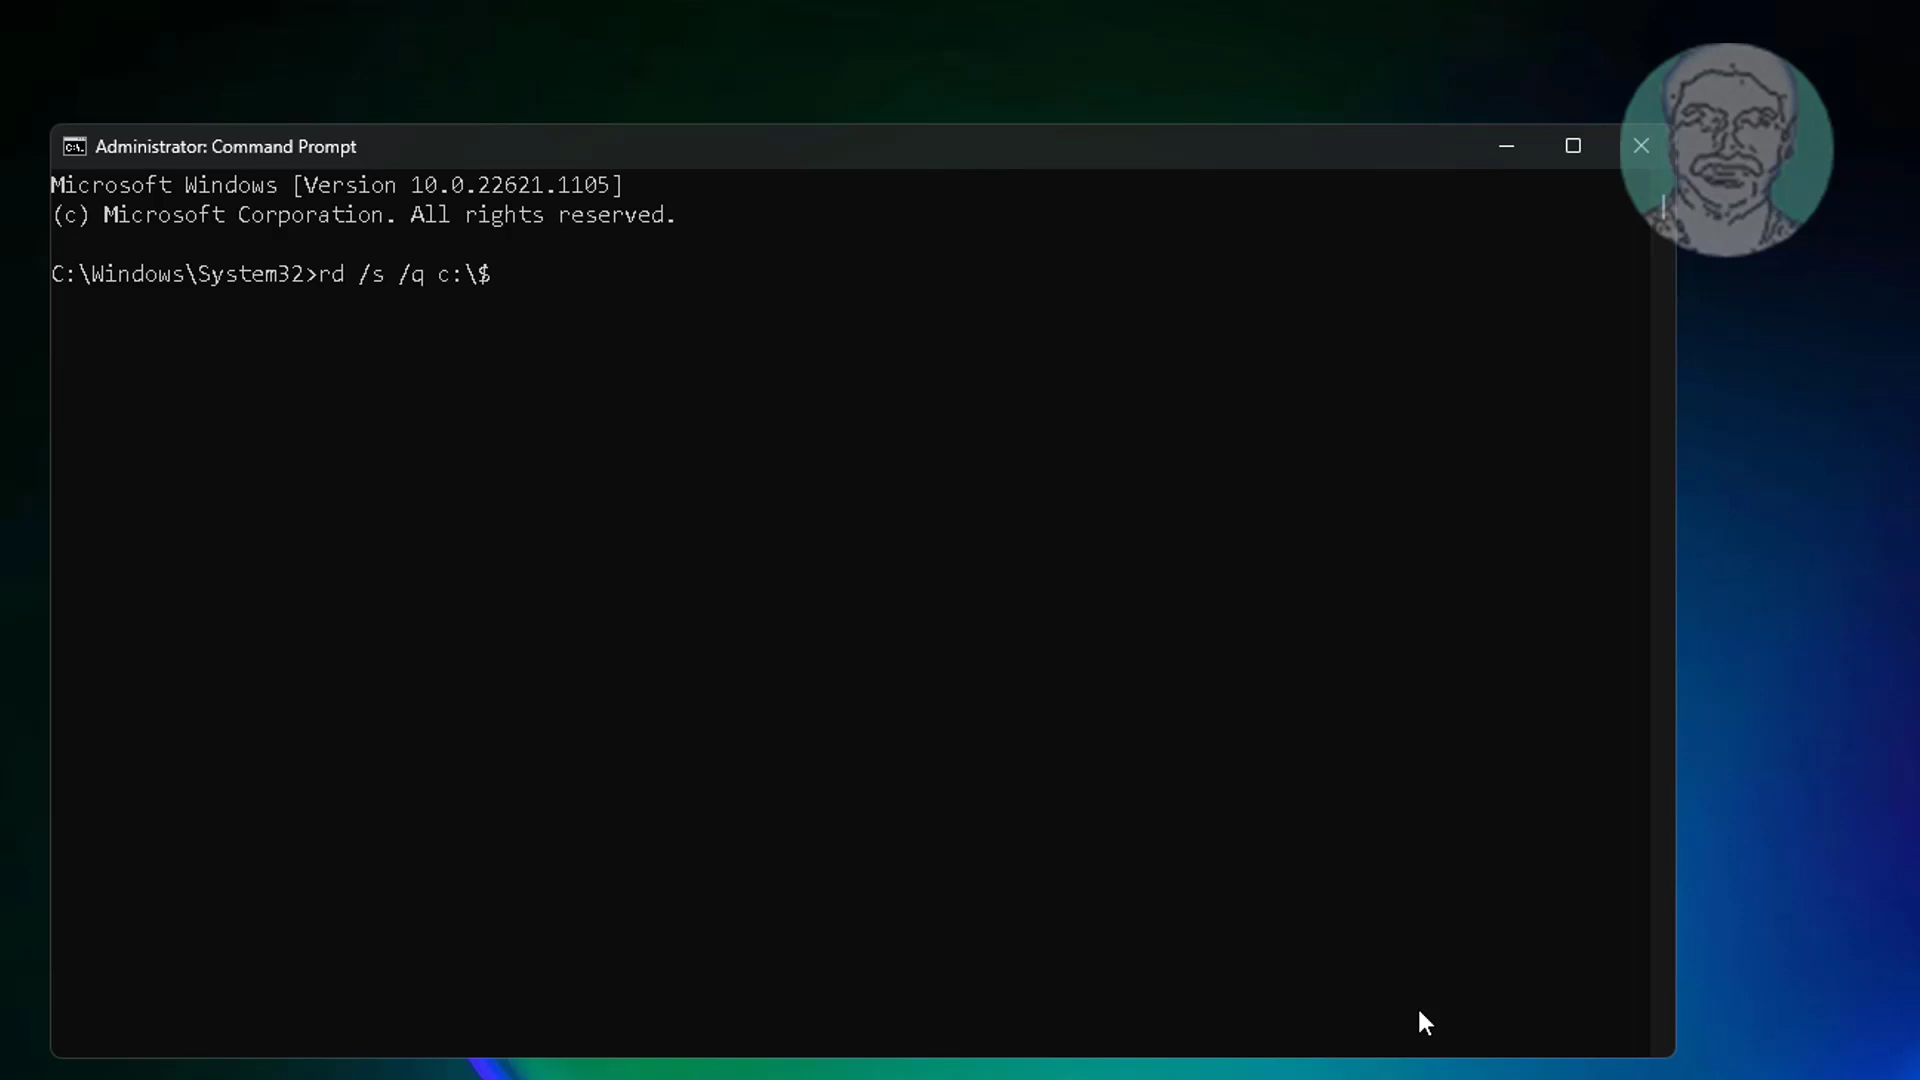 Administrator: Command Prompt
Microsoft Windows [Version 10.0.22621.1105]
(c) Microsoft Corporation. All rights reserved.
C:\Windows\System32>rd /s /q c:\$